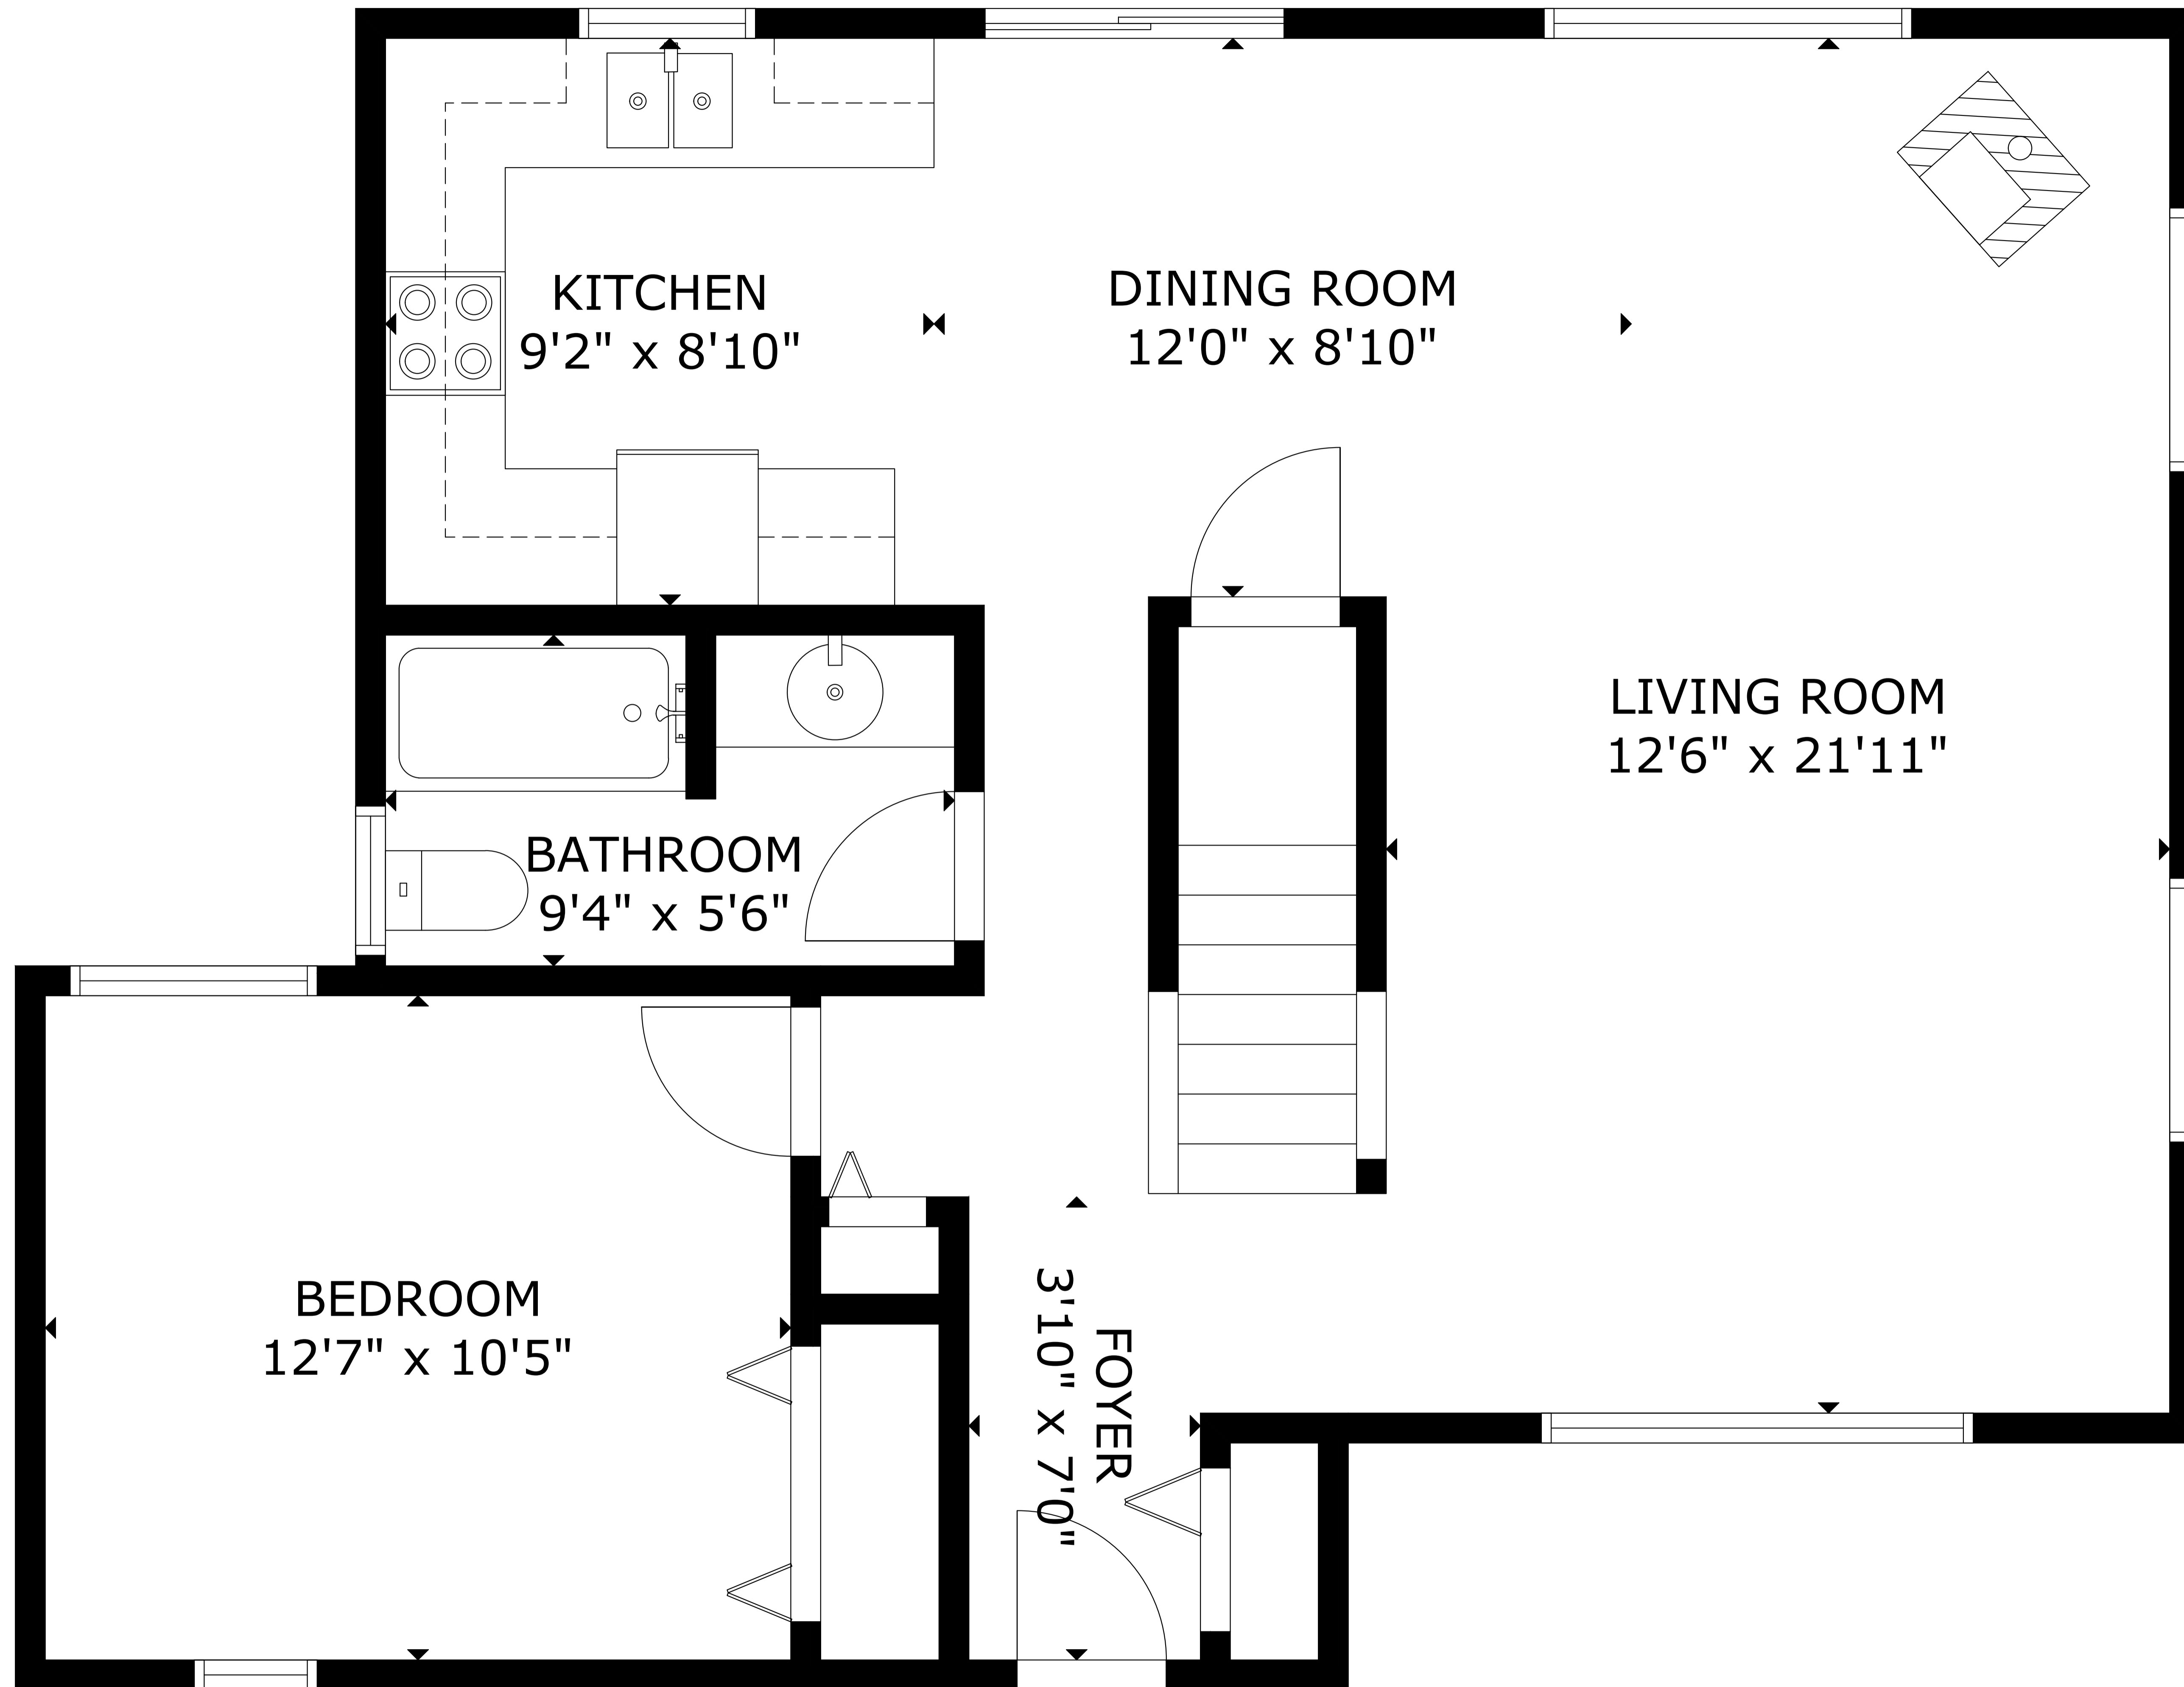 KITCHEN
9'2" x 8'10"
DINING ROOM
12'0" x 8'10"
LIVING ROOM
12'6" x 21'11"
BATHROOM
9'4" x 5'6"
BEDROOM
12'7" x 10'5"
FOYER
3'10" x 7'0"